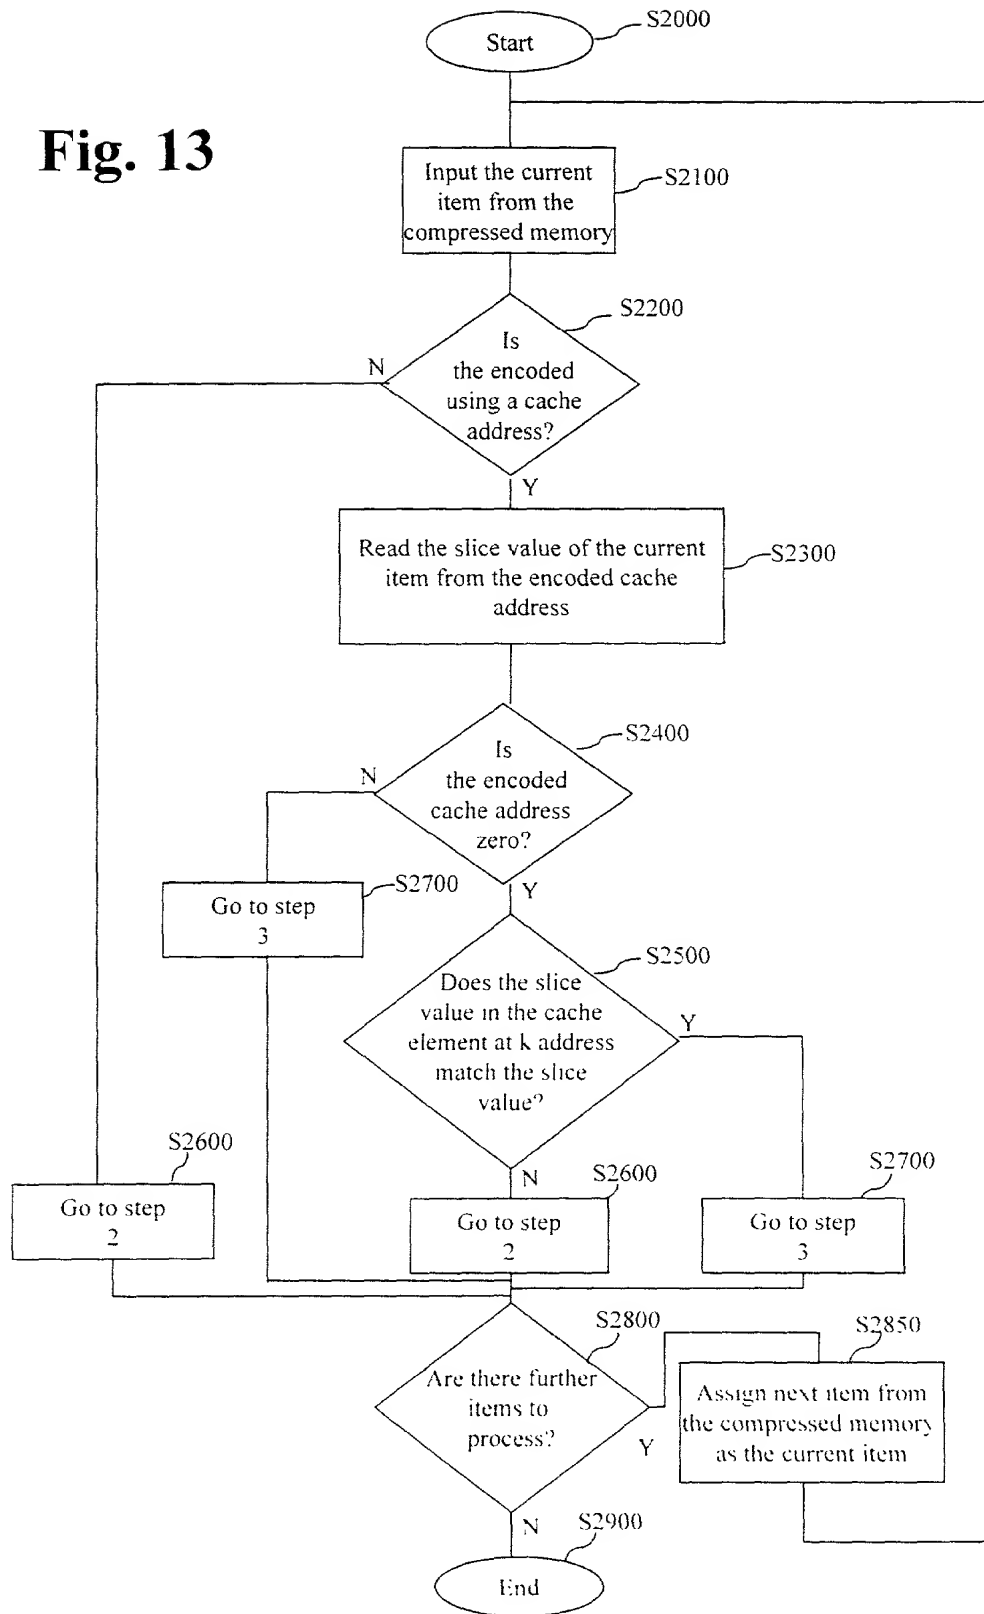 Start
S2000
Fig. 13
Input the current
item from the
compressed memory
S2100
Is
the encoded
using a cache
address?
S2200
N
Y
Read the slice value of the current
item from the encoded cache
address
S2300
Is
the encoded
cache address
zero?
S2400
N
Y
Go to step
3
S2700
Does the slice
value in the cache
element at k address
match the slice
value?
S2500
Y
N
S2600
Go to step
2
S2600
Go to step
2
S2700
Go to step
3
Are there further
items to
process?
S2800
Y
N
S2850
Assign next item from
the compressed memory
as the current item
S2900
End